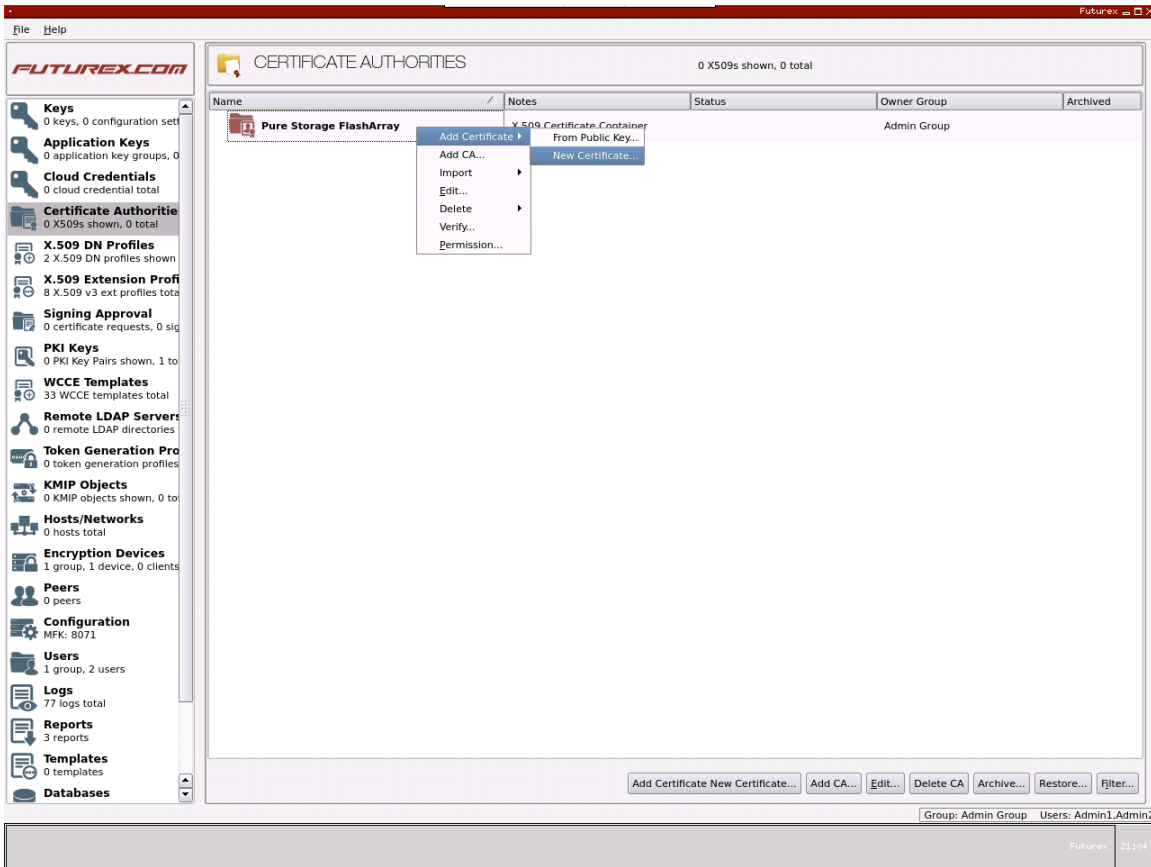 Futurex
File Help
FUTUREX.COM
CERTIFICATE AUTHORITIES
0 X509s shown, 0 total
Keys
0 keys, 0 configuration sett
Application Keys
0 application key groups, 0
Cloud Credentials
0 cloud credential total
Certificate Authoritie
0 X509s shown, 0 total
X.509 DN Profiles
2 X.509 DN profiles shown
X.509 Extension Profi
8 X.509 v3 ext profiles tota
Signing Approval
0 certificate requests, 0 sig
PKI Keys
0 PKI Key Pairs shown, 1 to
WCCE Templates
33 WCCE templates total
Remote LDAP Servers
0 remote LDAP directories
Token Generation Pro
0 token generation profiles
KMIP Objects
0 KMIP objects shown, 0 to
Hosts/Networks
0 hosts total
Encryption Devices
1 group, 1 device, 0 clients
Peers
0 peers
Configuration
MFK: 8071
Users
1 group, 2 users
Logs
77 logs total
Reports
3 reports
Templates
0 templates
Databases
Name Notes Status Owner Group Archived
Pure Storage FlashArray X.509 Certificate Container Admin Group
Add Certificate
Add CA...
Import
Edit...
Delete
Verify...
Permission...
From Public Key...
New Certificate...
Add Certificate New Certificate... Add CA... Edit... Delete CA Archive... Restore... Filter...
Group: Admin Group Users: Admin1,Admin2
Futurex 21:04